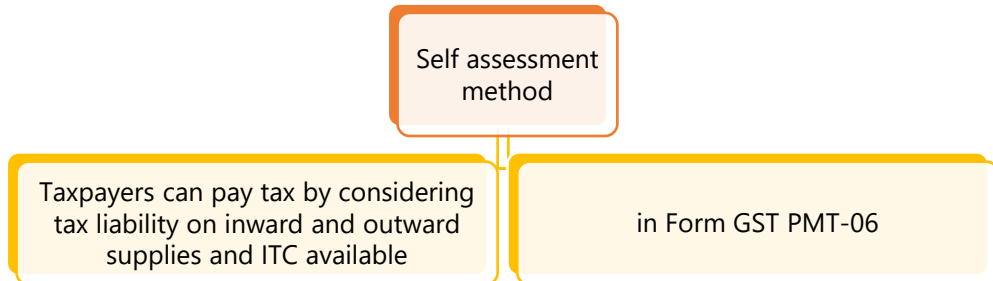 Self assessment
method
Taxpayers can pay tax by considering
tax liability on inward and outward
supplies and ITC available
in Form GST PMT-06